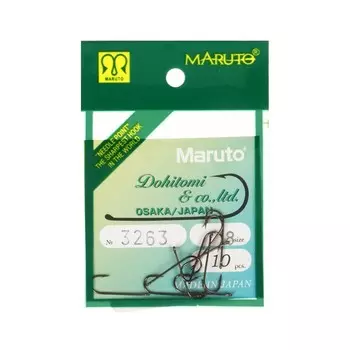 MARUTO
MARUTO®
"NEEDLE POINT"
THE SHARPEST HOOK
IN THE WORLD
Maruto®
Dohitomi
& co., ltd.
OSAKA/JAPAN
№ 3263 8 size
10 pcs.
MADE IN JAPAN